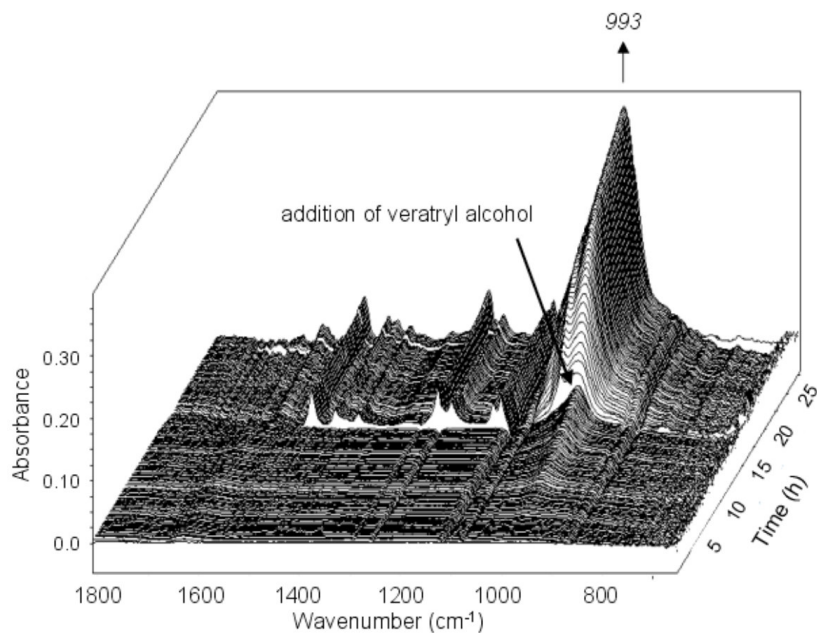 993
addition of veratryl alcohol
Absorbance
0.30
0.20
0.10
0.0
1800 1600 1400 1200 1000 800
Wavenumber (cm⁻¹)
5 10 15 20 25
Time (h)